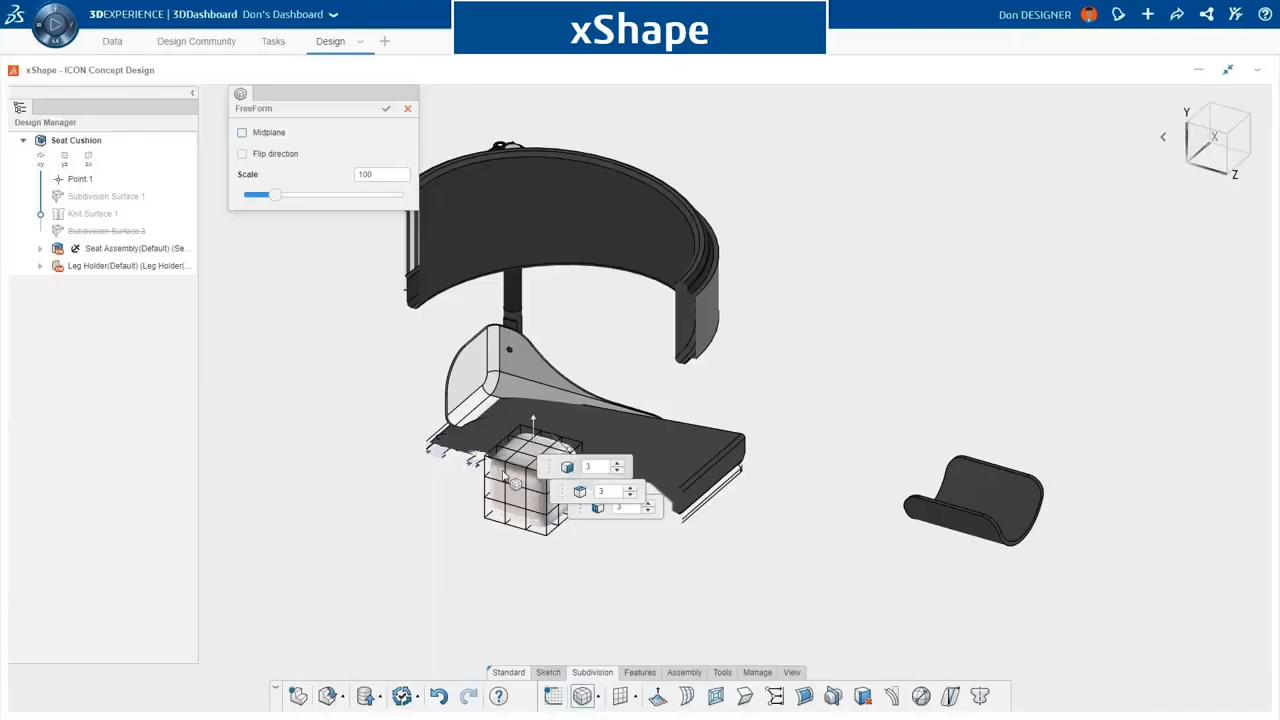 xShape
3DEXPERIENCE | 3DDashboard Don's Dashboard
Don DESIGNER
Data
Design Community
Tasks
Design
xShape - ICON Concept Design
Design Manager
Seat Cushion
xy
yz
zx
Point.1
Subdivision Surface.1
Knit Surface 1
Subdivision Surface 3
Seat Assembly(Default) (Se...
Leg Holder(Default) (Leg Holder(...
FreeForm
Midplane
Flip direction
Scale
100
Y
X
Z
3
3
3
Standard
Sketch
Subdivision
Features
Assembly
Tools
Manage
View